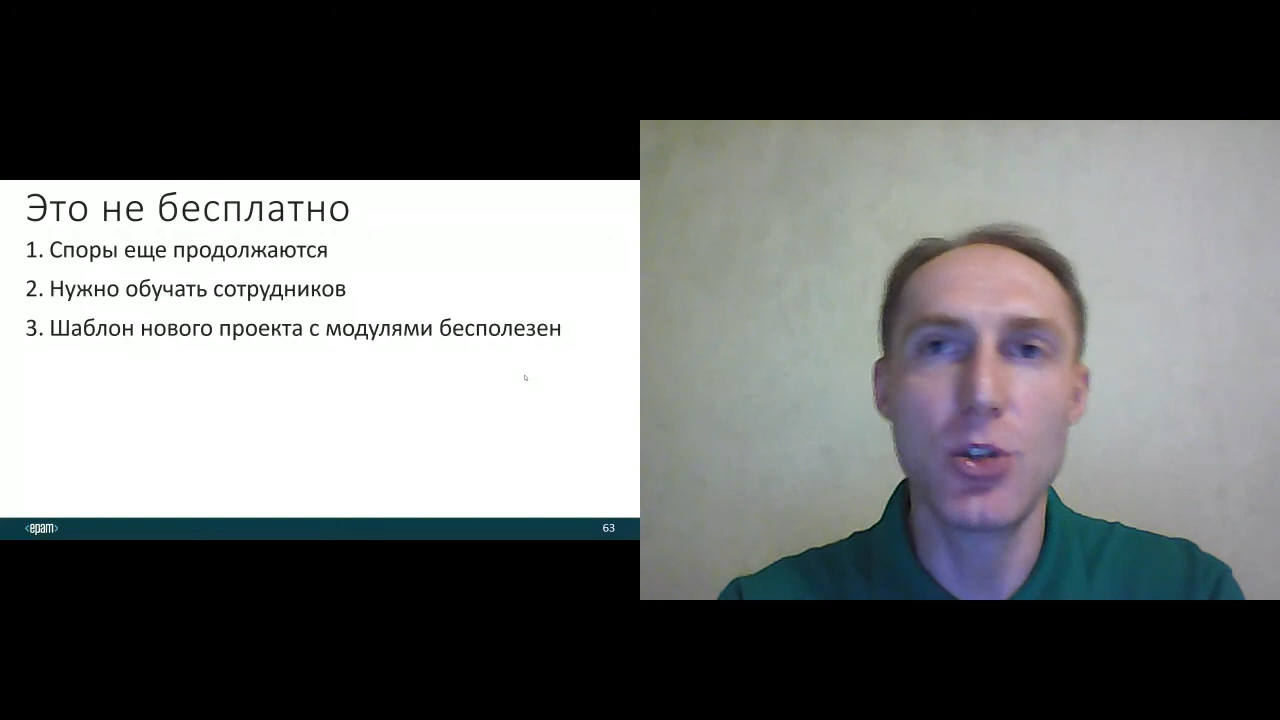 Это не бесплатно
1. Споры еще продолжаются
2. Нужно обучать сотрудников
3. Шаблон нового проекта с модулями бесполезен
<epam>
63